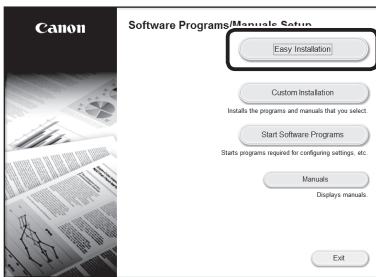 Canon
Software Programs/Manuals Setup
Easy Installation
Custom Installation
Installs the programs and manuals that you select.
Start Software Programs
Starts programs required for configuring settings, etc.
Manuals
Displays manuals.
Exit